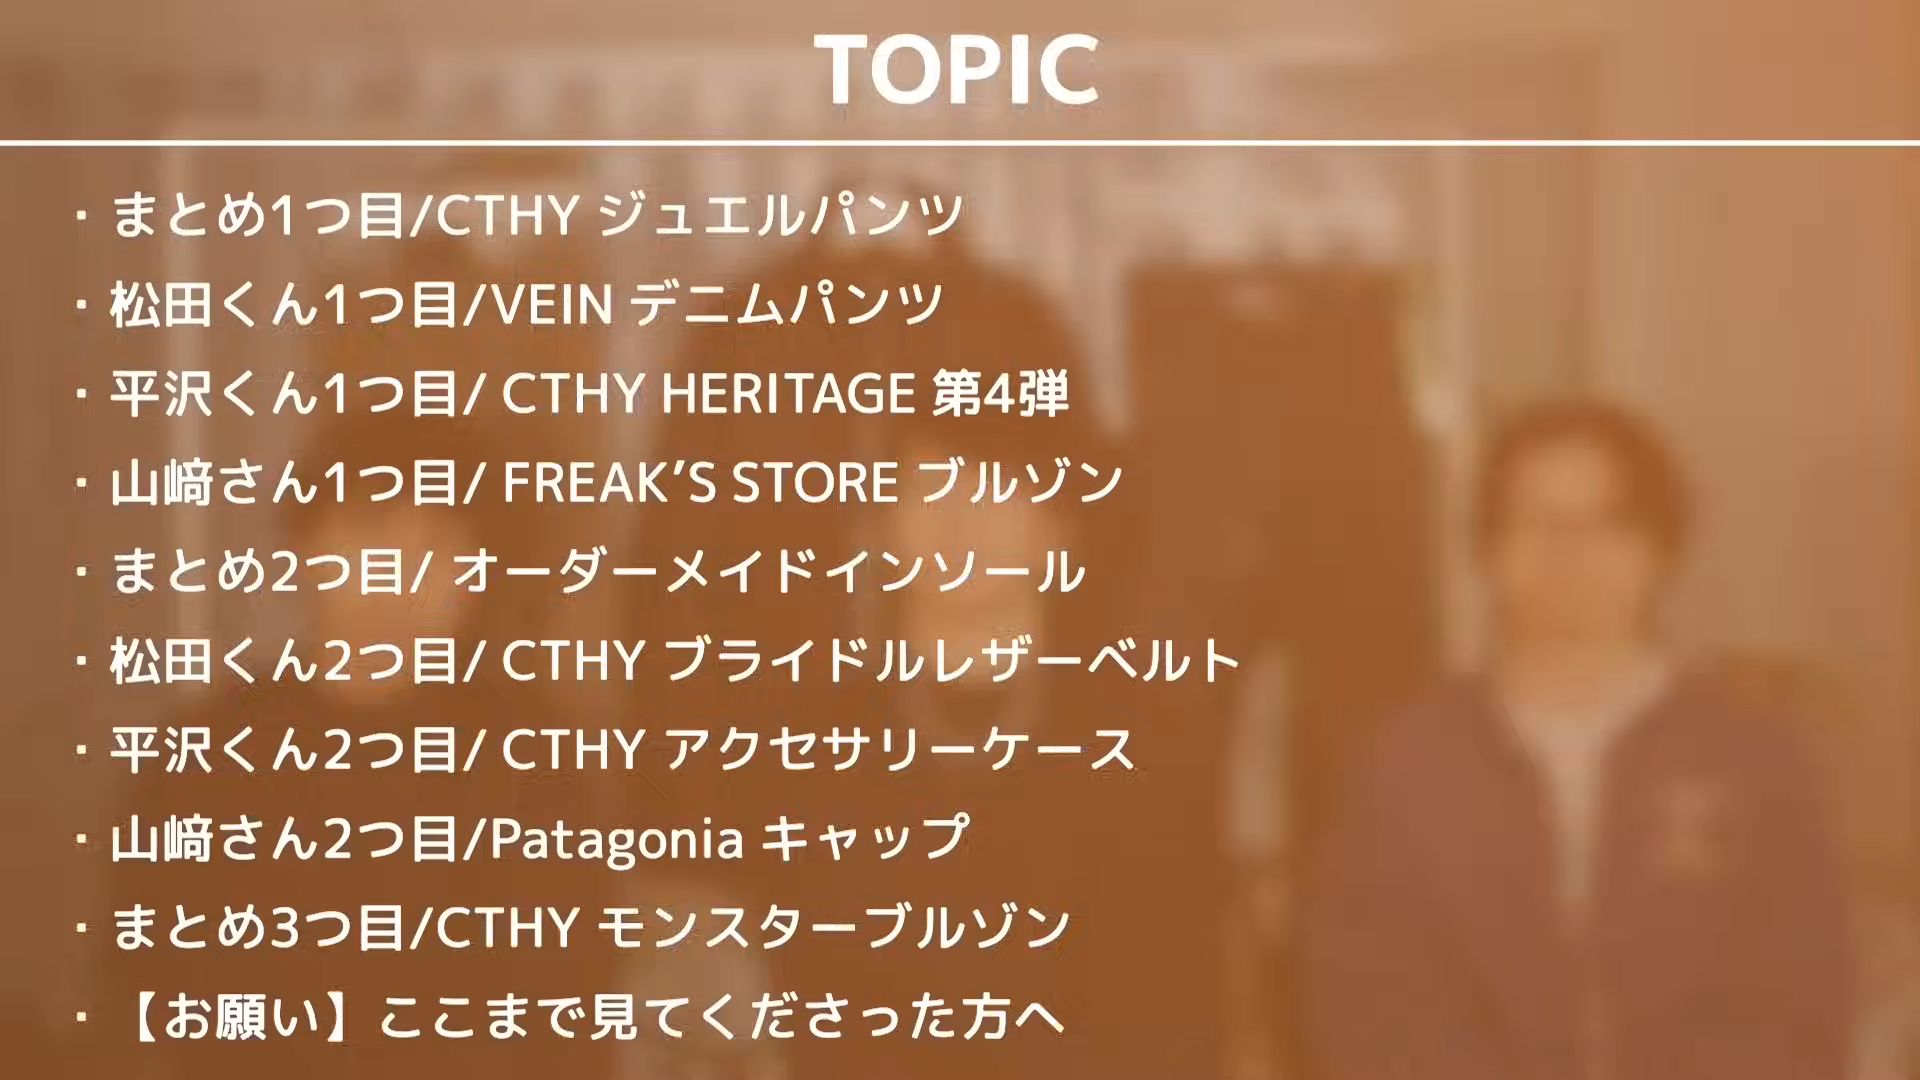 TOPIC
・まとめ1つ目/CTHY ジュエルパンツ
・松田くん1つ目/VEIN デニムパンツ
・平沢くん1つ目/ CTHY HERITAGE 第4弾
・山﨑さん1つ目/ FREAK’S STORE ブルゾン
・まとめ2つ目/ オーダーメイドインソール
・松田くん2つ目/ CTHY ブライドルレザーベルト
・平沢くん2つ目/ CTHY アクセサリーケース
・山﨑さん2つ目/Patagonia キャップ
・まとめ3つ目/CTHY モンスターブルゾン
・【お願い】ここまで見てくださった方へ